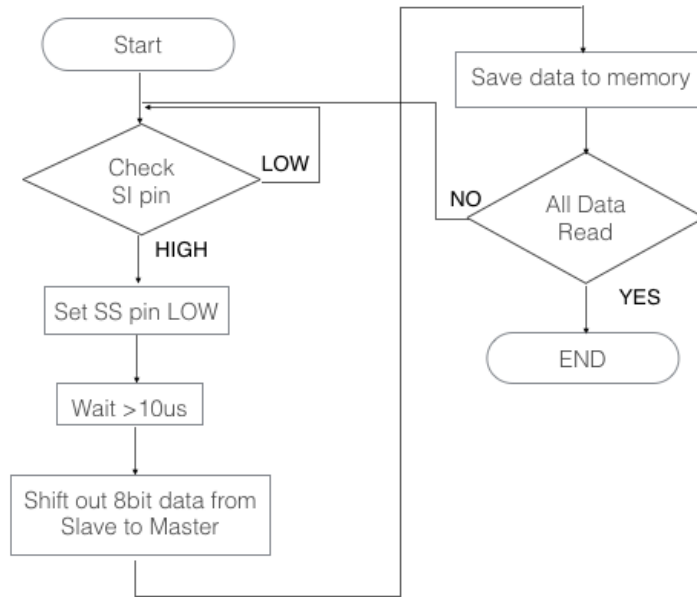 Start
Check
SI pin
LOW
HIGH
Set SS pin LOW
Wait >10us
Shift out 8bit data from
Slave to Master
Save data to memory
All Data
Read
NO
YES
END